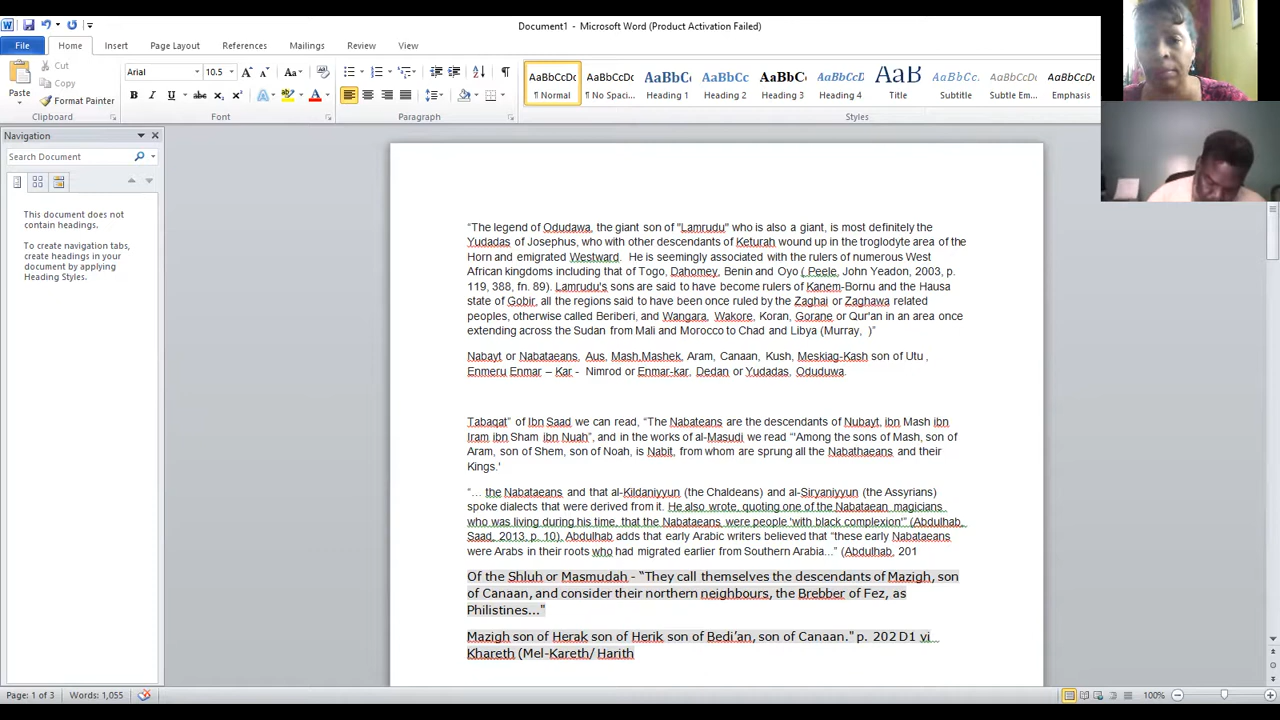 Document1 - Microsoft Word (Product Activation Failed)
File Home Insert Page Layout References Mailings Review View
Cut
Copy
Paste
Format Painter
Clipboard
Arial 10.5
Font
Paragraph
AaBbCcDc AaBbCcDc AaBbC AaBbCc AaBbCc AaBbCcD AaB AaBbCcD AaBbCcDc AaBbCcDc
¶ Normal ¶ No Spaci... Heading 1 Heading 2 Heading 3 Heading 4 Title Subtitle Subtle Em... Emphasis
Styles
Navigation
Search Document
This document does not
contain headings.
To create navigation tabs,
create headings in your
document by applying
Heading Styles.
“The legend of Odudawa, the giant son of "Lamrudu" who is also a giant, is most definitely the
Yudadas of Josephus, who with other descendants of Keturah wound up in the troglodyte area of the
Horn and emigrated Westward.  He is seemingly associated with the rulers of numerous West
African kingdoms including that of Togo, Dahomey, Benin and Oyo ( Peele, John Yeadon, 2003, p.
119, 388, fn. 89). Lamrudu's sons are said to have become rulers of Kanem-Bornu and the Hausa
state of Gobir, all the regions said to have been once ruled by the Zaghai or Zaghawa related
peoples, otherwise called Beriberi, and Wangara,  Wakore, Koran, Gorane or Qur'an in an area once
extending across the Sudan from Mali and Morocco to Chad and Libya (Murray,  )”
Nabayt or Nabataeans,  Aus, Mash,Mashek, Aram, Canaan, Kush, Meskiag-Kash son of Utu ,
Enmeru Enmar – Kar -  Nimrod or Enmar-kar, Dedan or Yudadas, Oduduwa.
Tabaqat” of Ibn Saad we can read, “The Nabateans are the descendants of Nubayt, ibn Mash ibn
Iram ibn Sham ibn Nuah”, and in the works of al-Masudi we read “'Among the sons of Mash, son of
Aram, son of Shem, son of Noah, is Nabit, from whom are sprung all the Nabathaeans and their
Kings.'
“… the Nabataeans and that al-Kildaniyyun (the Chaldeans) and al-Siryaniyyun (the Assyrians)
spoke dialects that were derived from it. He also wrote, quoting one of the Nabataean magicians
who was living during his time, that the Nabataeans were people 'with black complexion'” (Abdulhab,
Saad, 2013, p. 10). Abdulhab adds that early Arabic writers believed that “these early Nabataeans
were Arabs in their roots who had migrated earlier from Southern Arabia...” (Abdulhab, 201
Of the Shluh or Masmudah - “They call themselves the descendants of Mazigh, son
of Canaan, and consider their northern neighbours, the Brebber of Fez, as
Philistines..."
Mazigh son of Herak son of Herik son of Bedi’an, son of Canaan." p. 202 D1 vi
Khareth (Mel-Kareth/ Harith
Page: 1 of 3 Words: 1,055 100%